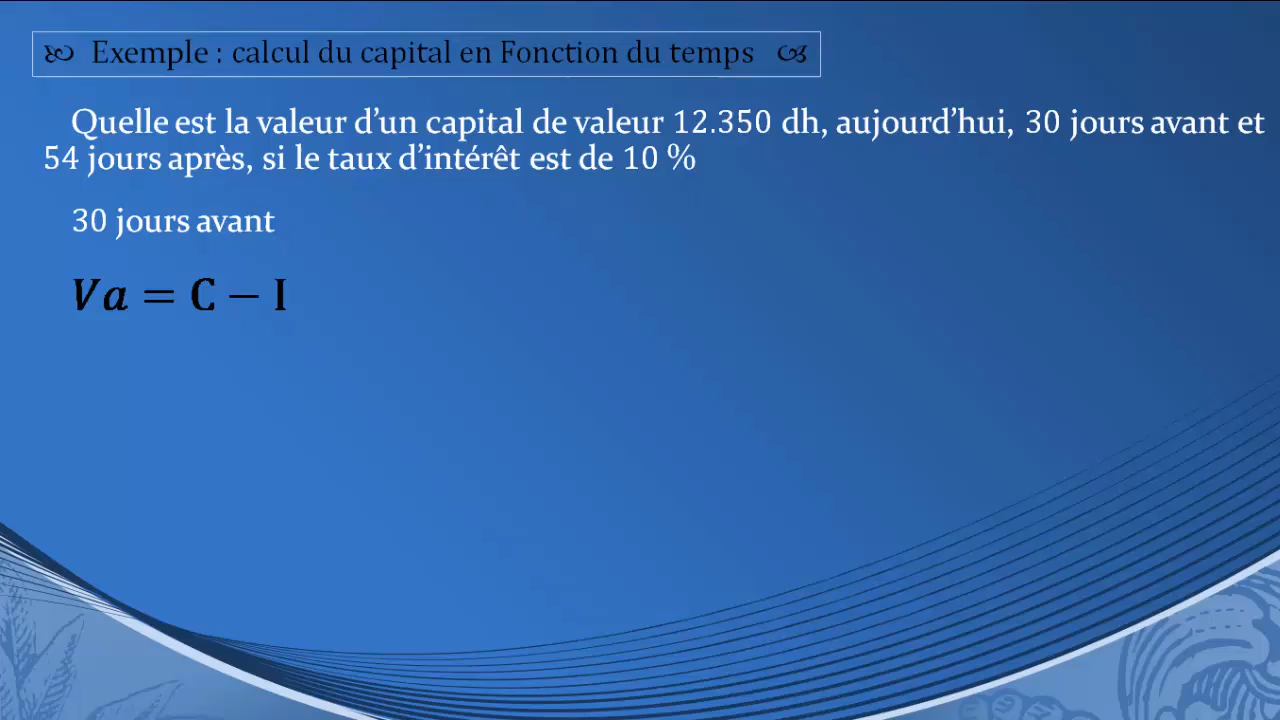 Exemple : calcul du capital en Fonction du temps
Quelle est la valeur d’un capital de valeur 12.350 dh, aujourd’hui, 30 jours avant et
54 jours après, si le taux d’intérêt est de 10 %
30 jours avant
Va = C − I